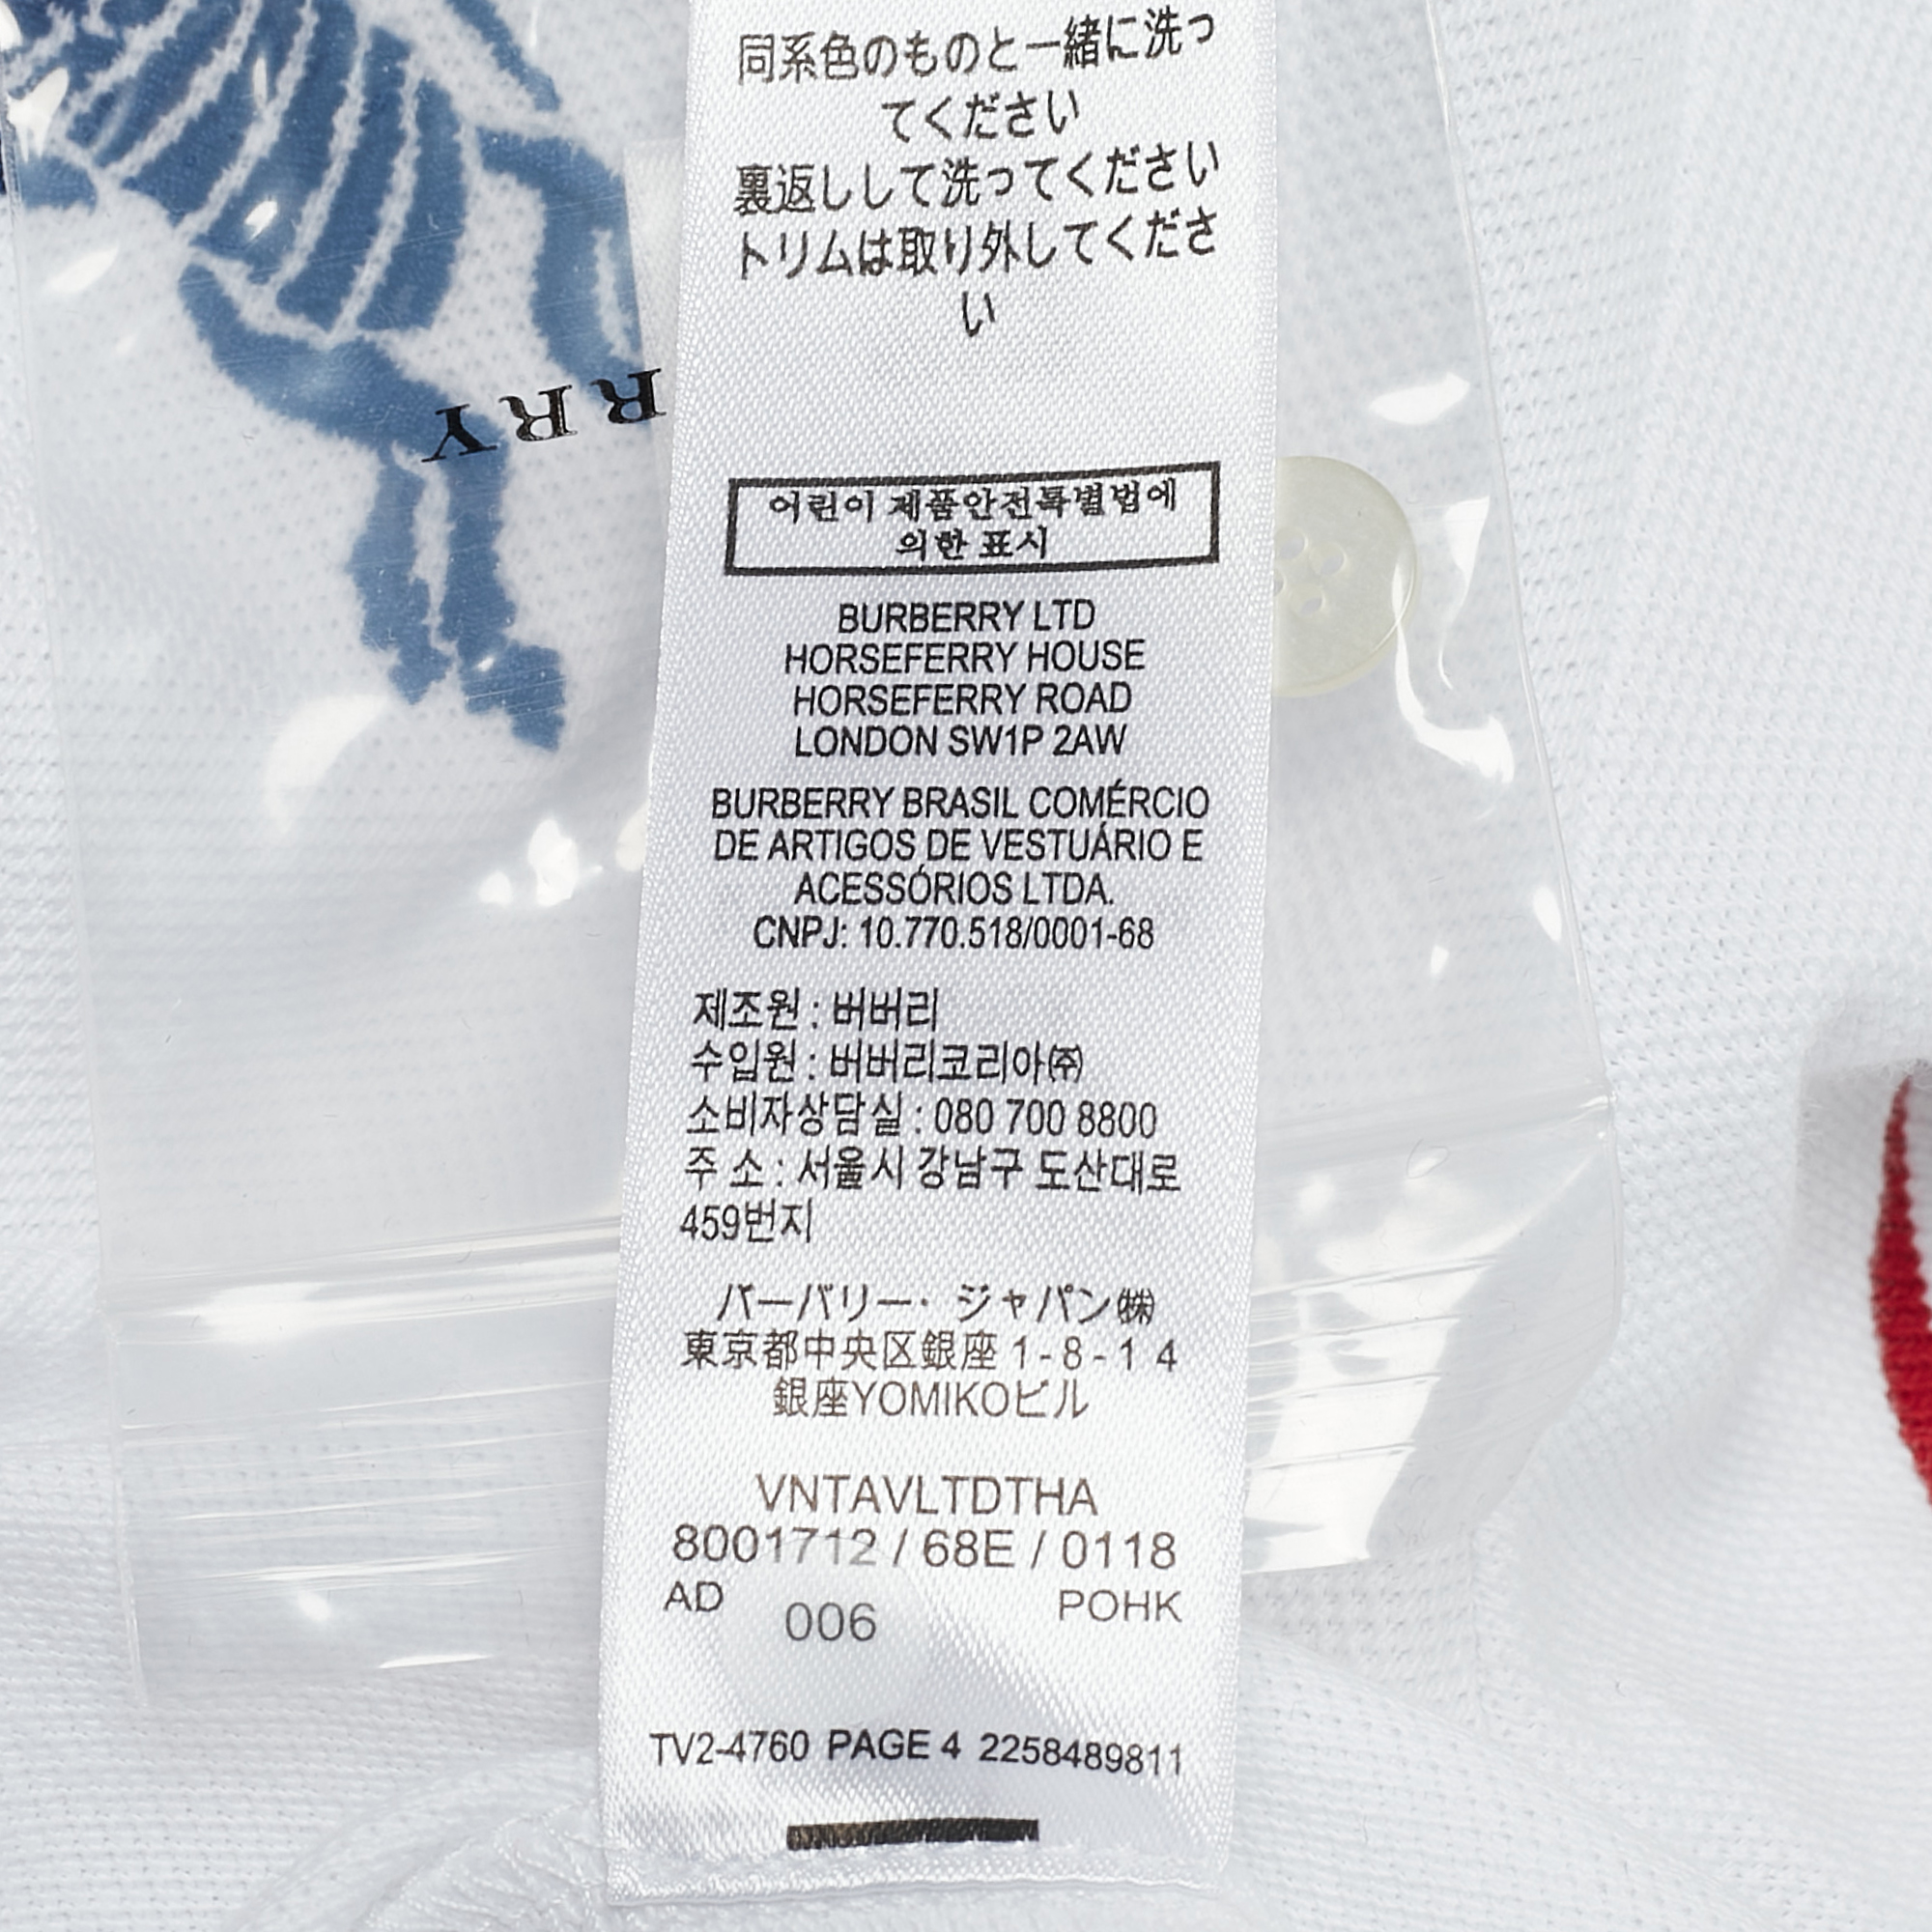 同系色のものと一緒に洗っ
てください
裏返しして洗ってください
トリムは取り外してくださ
い
RRY
어린이 제품안전특별법에
의한 표시
BURBERRY LTD
HORSEFERRY HOUSE
HORSEFERRY ROAD
LONDON SW1P 2AW
BURBERRY BRASIL COMÉRCIO
DE ARTIGOS DE VESTUÁRIO E
ACESSÓRIOS LTDA.
CNPJ: 10.770.518/0001-68
제조원 : 버버리
수입원 : 버버리코리아㈜
소비자상담실 : 080 700 8800
주 소 : 서울시 강남구 도산대로
459번지
バーバリー・ジャパン㈱
東京都中央区銀座1-8-14
銀座YOMIKOビル
VNTAVLTDTHA
8001712 / 68E / 0118
AD 006 POHK
TV2-4760 PAGE 4 2258489811